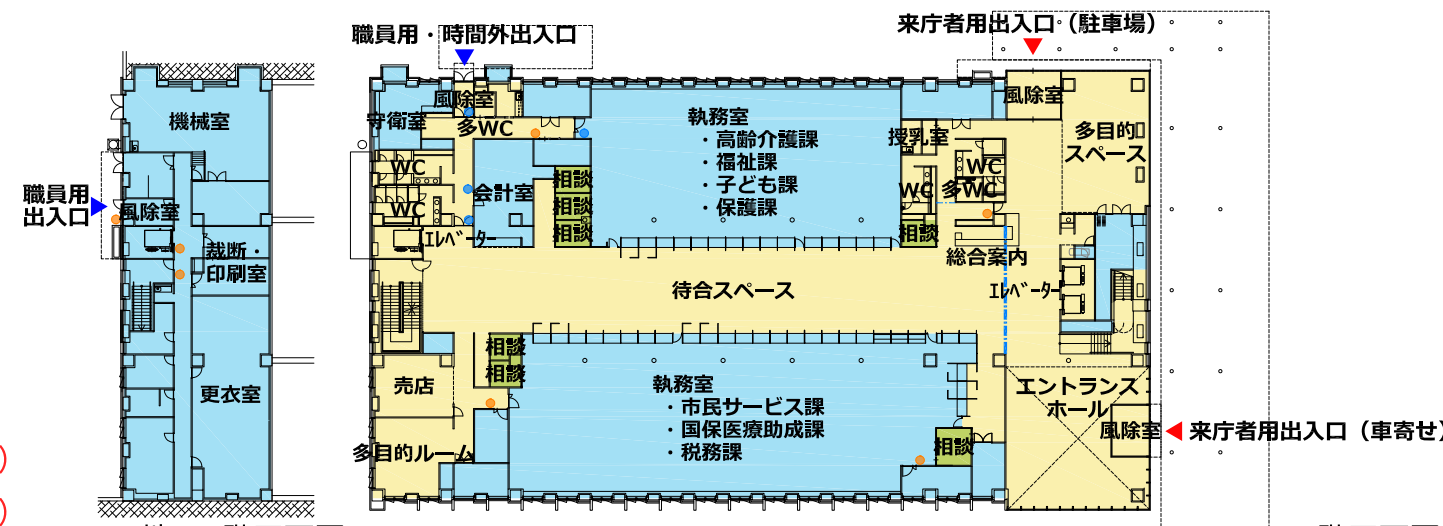 職員用・時間外出入口
来庁者用出入口（駐車場）
機械室
職員用
出入口
風除室
裁断・
印刷室
更衣室
守衛室
風除室
多WC
WC
WC
会計室
ｴﾚﾍﾞｰﾀｰ
相談
相談
相談
執務室
・高齢介護課
・福祉課
・子ども課
・保護課
授乳室
WC
WC
多WC
相談
風除室
多目的
スペース
総合案内
ｴﾚﾍﾞｰﾀｰ
待合スペース
相談
相談
売店
多目的ルーム
執務室
・市民サービス課
・国保医療助成課
・税務課
相談
エントランス
ホール
風除室
来庁者用出入口（車寄せ）